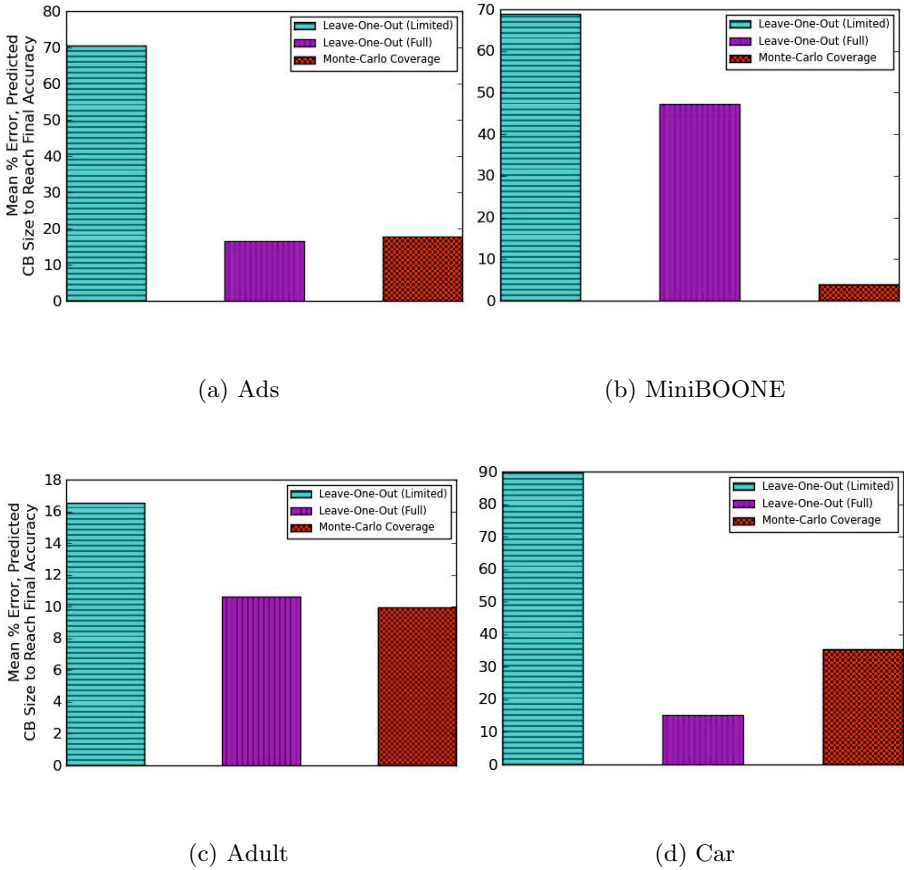 Mean % Error, Predicted
CB Size to Reach Final Accuracy
80
70
60
50
40
30
20
10
0
Leave-One-Out (Limited)
Leave-One-Out (Full)
Monte-Carlo Coverage
(a) Ads
70
60
50
40
30
20
10
0
Leave-One-Out (Limited)
Leave-One-Out (Full)
Monte-Carlo Coverage
(b) MiniBOONE
Mean % Error, Predicted
CB Size to Reach Final Accuracy
18
16
14
12
10
8
6
4
2
0
Leave-One-Out (Limited)
Leave-One-Out (Full)
Monte-Carlo Coverage
(c) Adult
90
80
70
60
50
40
30
20
10
0
Leave-One-Out (Limited)
Leave-One-Out (Full)
Monte-Carlo Coverage
(d) Car